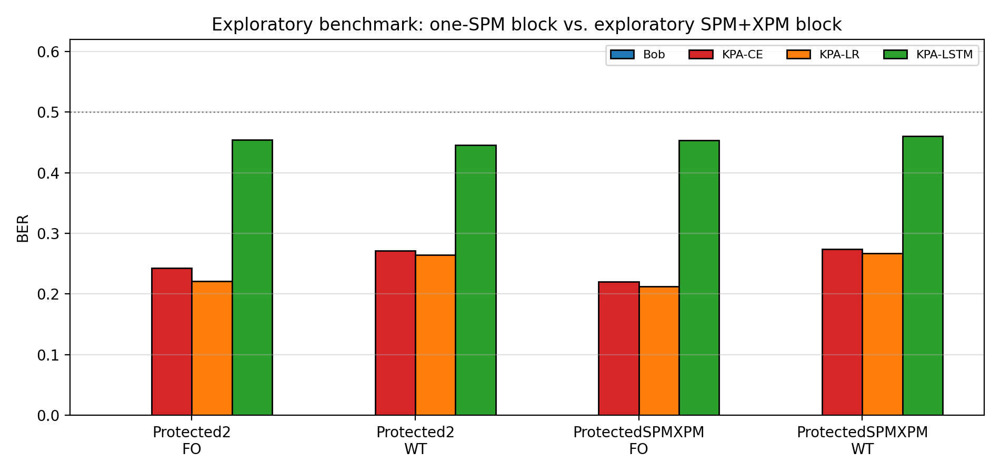 Exploratory benchmark: one-SPM block vs. exploratory SPM+XPM block
Bob KPA-CE KPA-LR KPA-LSTM
BER
0.6
0.5
0.4
0.3
0.2
0.1
0.0
Protected2 Protected2 ProtectedSPMXPM ProtectedSPMXPM
FO WT FO WT